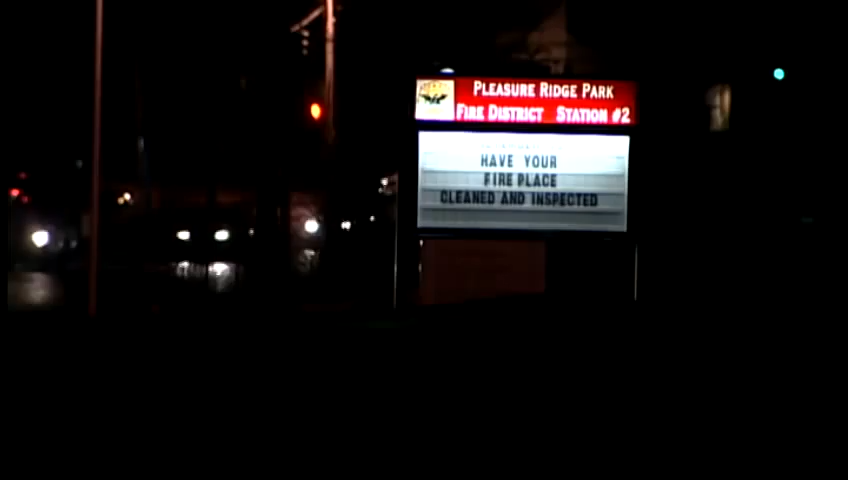 PLEASURE RIDGE PARK
FIRE DISTRICT STATION #2
HAVE YOUR
FIRE PLACE
CLEANED AND INSPECTED